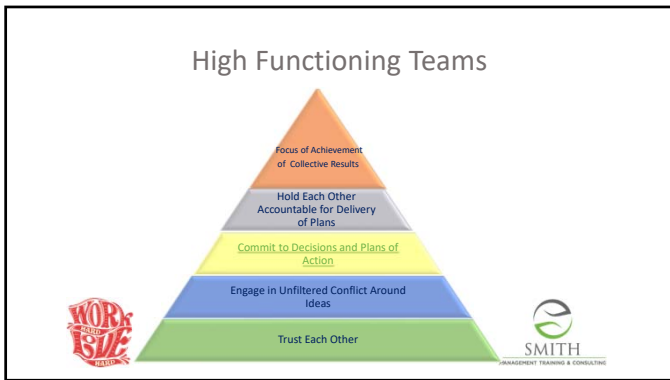 High Functioning Teams
Focus of Achievement
of Collective Results
Hold Each Other
Accountable for Delivery
of Plans
Commit to Decisions and Plans of
Action
Engage in Unfiltered Conflict Around
Ideas
Trust Each Other
WORK
HARD
LOVE
HARD
SMITH
MANAGEMENT TRAINING & CONSULTING